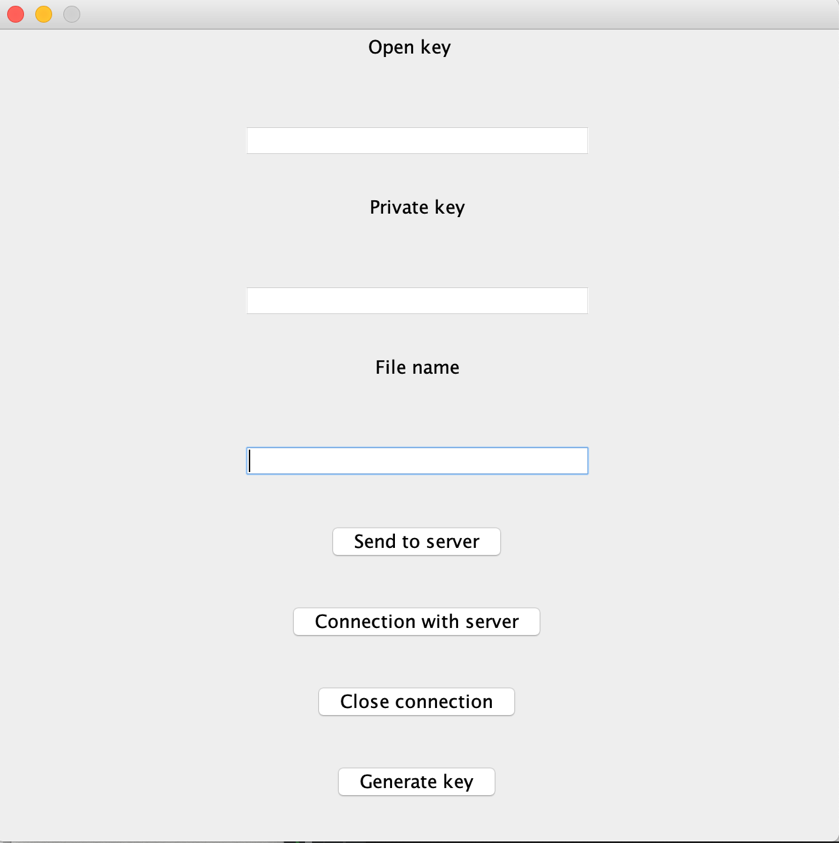 Open key
Private key
File name
Send to server
Connection with server
Close connection
Generate key